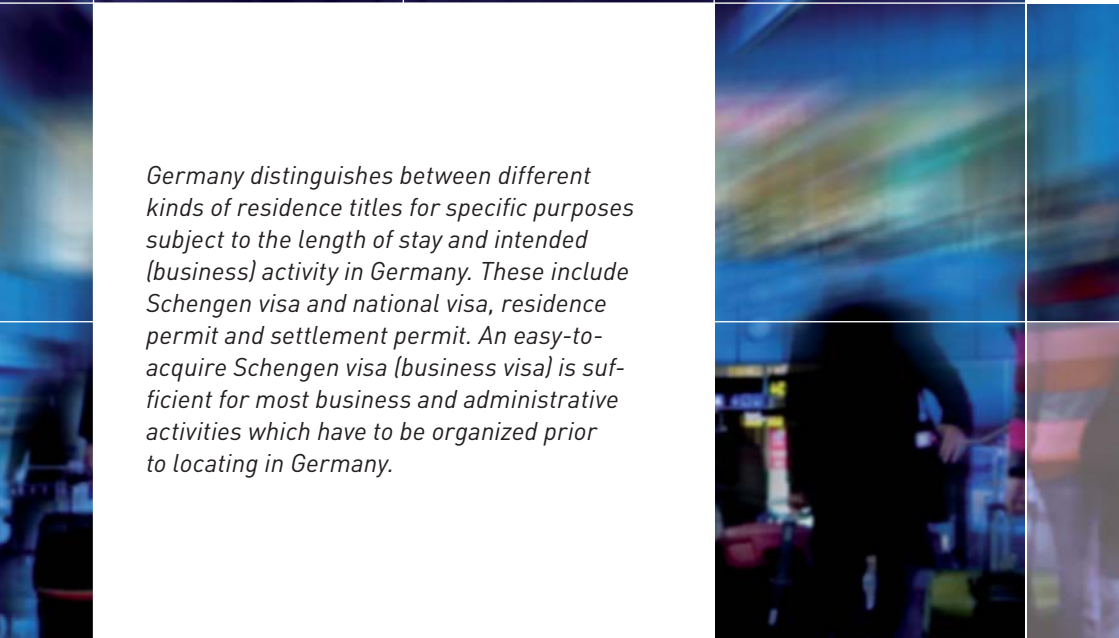 Germany distinguishes between different
kinds of residence titles for specific purposes
subject to the length of stay and intended
(business) activity in Germany. These include
Schengen visa and national visa, residence
permit and settlement permit. An easy-to-
acquire Schengen visa (business visa) is suf-
ficient for most business and administrative
activities which have to be organized prior
to locating in Germany.